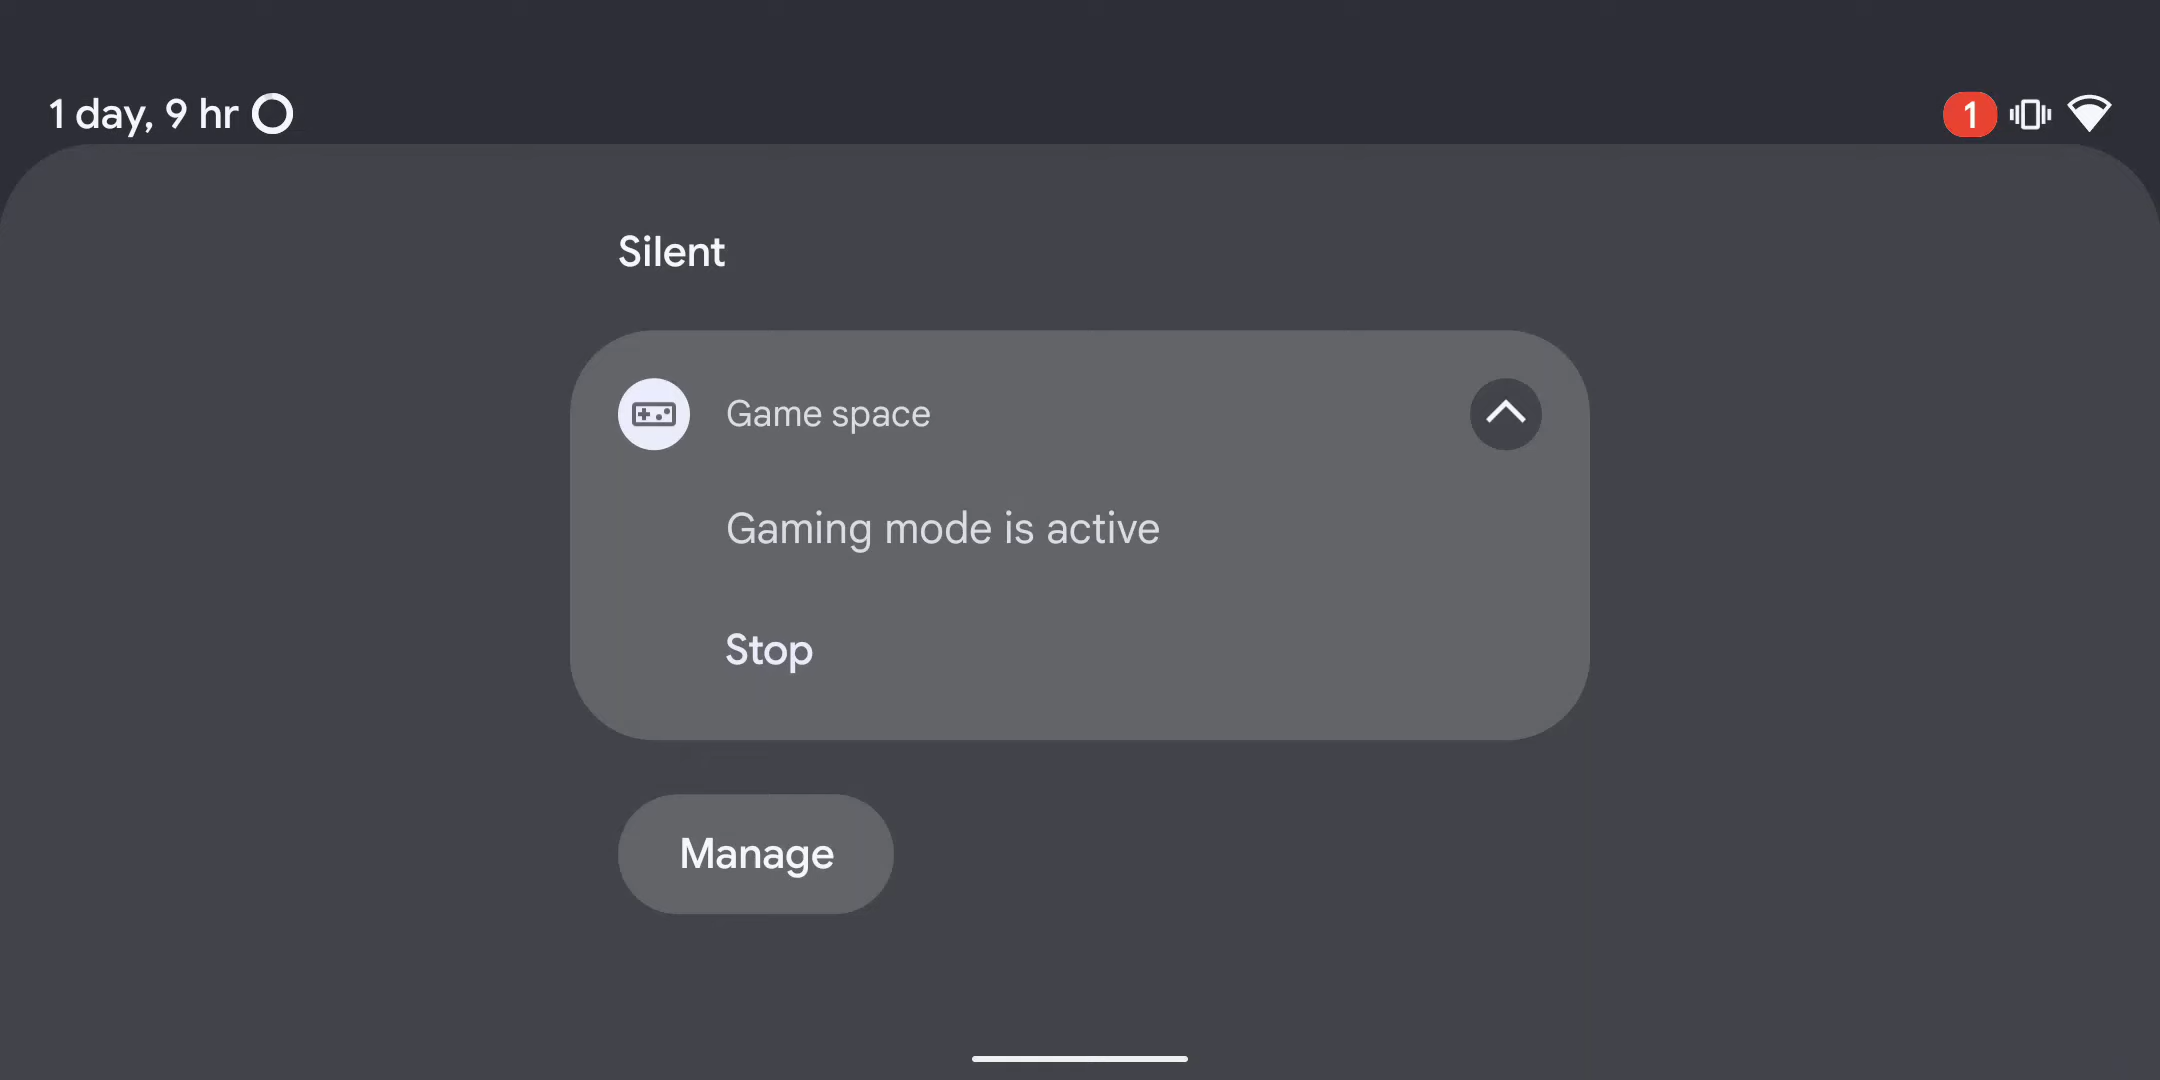 1 day, 9 hr
1
Silent
Game space
Gaming mode is active
Stop
Manage